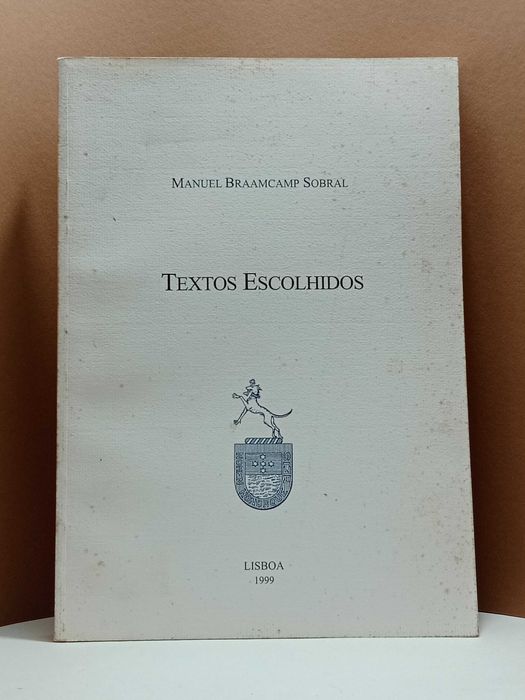 MANUEL BRAAMCAMP SOBRAL
TEXTOS ESCOLHIDOS
LISBOA
1999